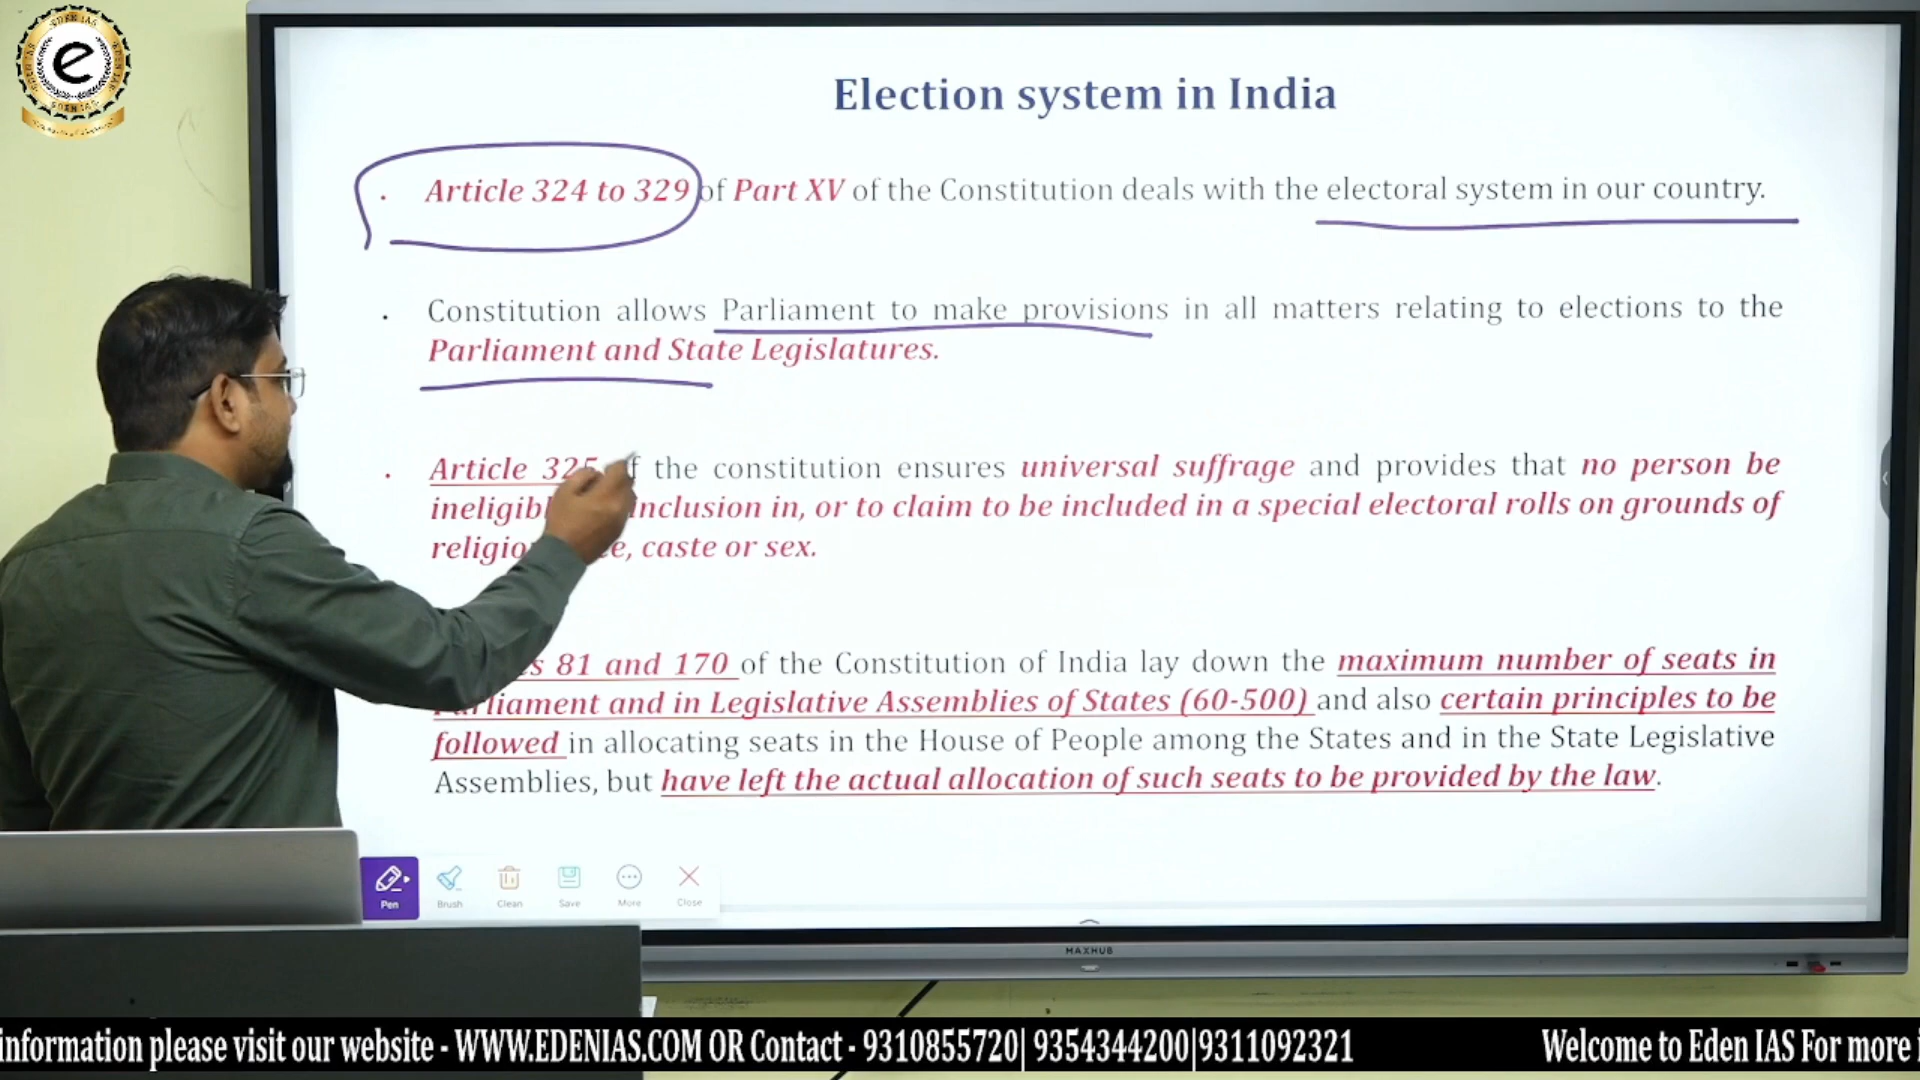 EDEN IAS
e
Election system in India
Article 324 to 329 of Part XV of the Constitution deals with the electoral system in our country.
Constitution allows Parliament to make provisions in all matters relating to elections to the
Parliament and State Legislatures.
Article 325 of the constitution ensures universal suffrage and provides that no person be
inclusion in, or to claim to be included in a special electoral rolls on grounds of
caste or sex.
81 and 170 of the Constitution of India lay down the maximum number of seats in
Parliament and in Legislative Assemblies of States (60-500) and also certain principles to be
followed in allocating seats in the House of People among the States and in the State Legislative
Assemblies, but have left the actual allocation of such seats to be provided by the law.
Pen Brush Clean Save More Close
MAXHUB
information please visit our website - WWW.EDENIAS.COM OR Contact - 9310855720| 9354344200|9311092321 Welcome to Eden IAS For more